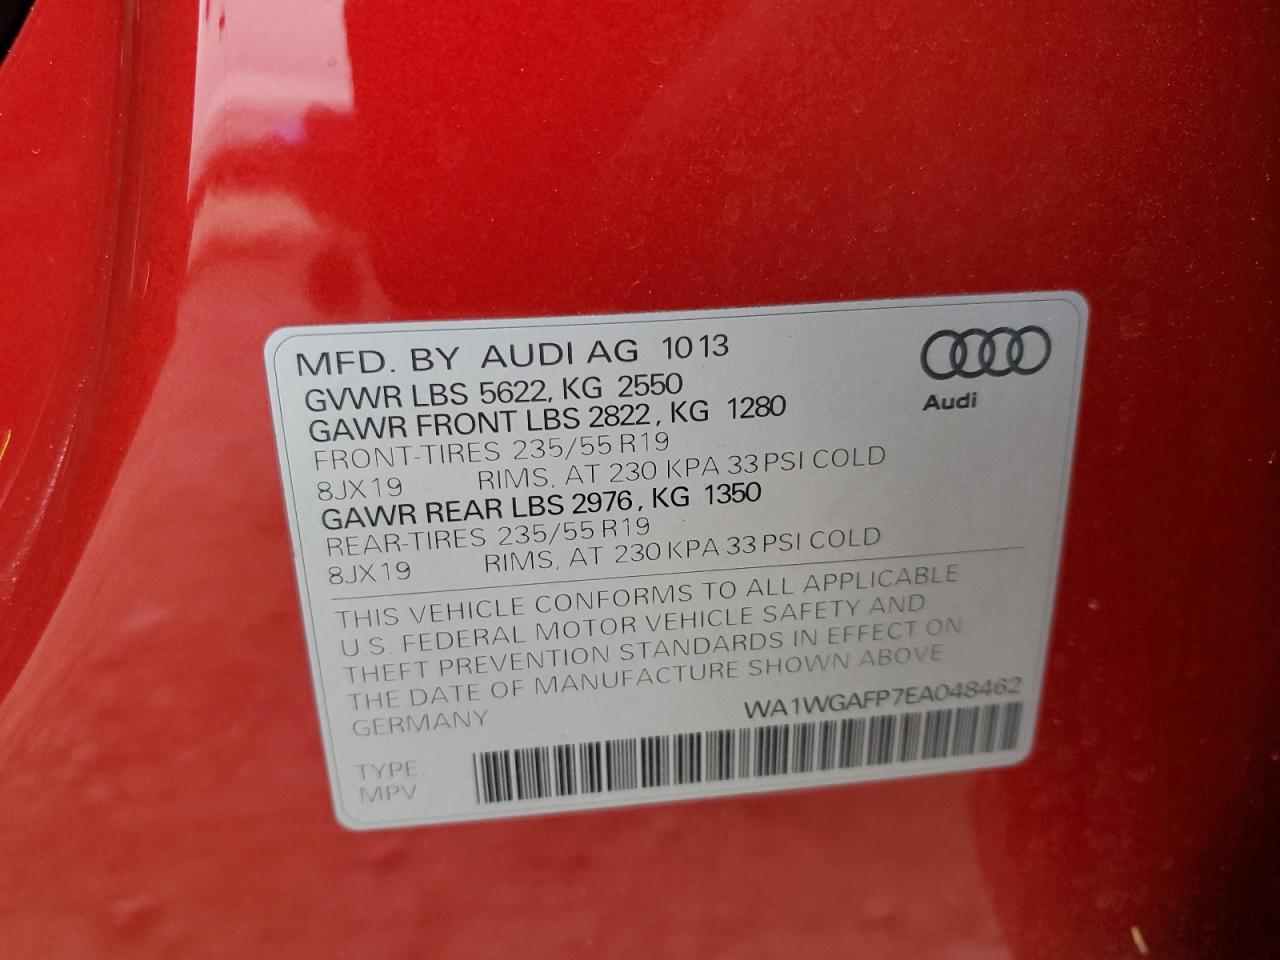 MFD. BY AUDI AG 10 13
GVWR LBS 5622, KG 2550
GAWR FRONT LBS 2822, KG 1280
FRONT-TIRES 235/55 R19
8JX19 RIMS, AT 230 KPA 33 PSI COLD
GAWR REAR LBS 2976, KG 1350
REAR-TIRES 235/55 R19
8JX19 RIMS, AT 230 KPA 33 PSI COLD
Audi
THIS VEHICLE CONFORMS TO ALL APPLICABLE
U.S. FEDERAL MOTOR VEHICLE SAFETY AND
THEFT PREVENTION STANDARDS IN EFFECT ON
THE DATE OF MANUFACTURE SHOWN ABOVE
GERMANY WA1WGAFP7EA048462
TYPE
MPV